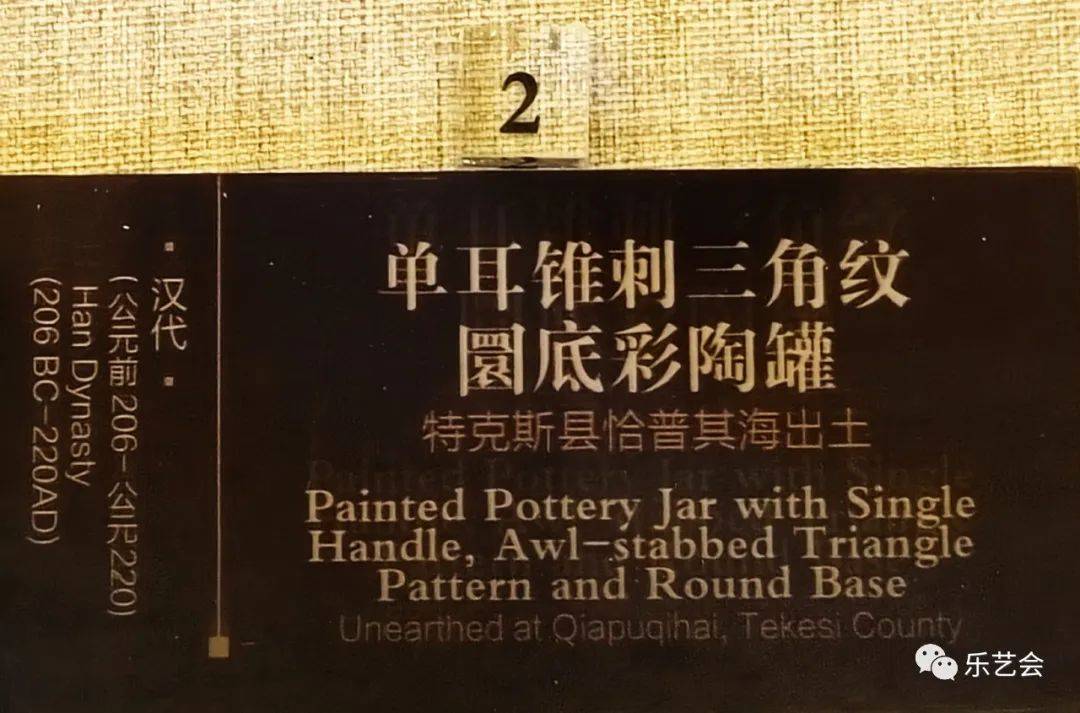 2
· 汉代 ·
(公元前206-公元220)
Han Dynasty
(206 BC-220AD)
单耳锥刺三角纹
圜底彩陶罐
特克斯县恰普其海出土
Painted Pottery Jar with Single
Handle, Awl-stabbed Triangle
Pattern and Round Base
Unearthed at Qiapuqihai, Tekesi County
乐艺会